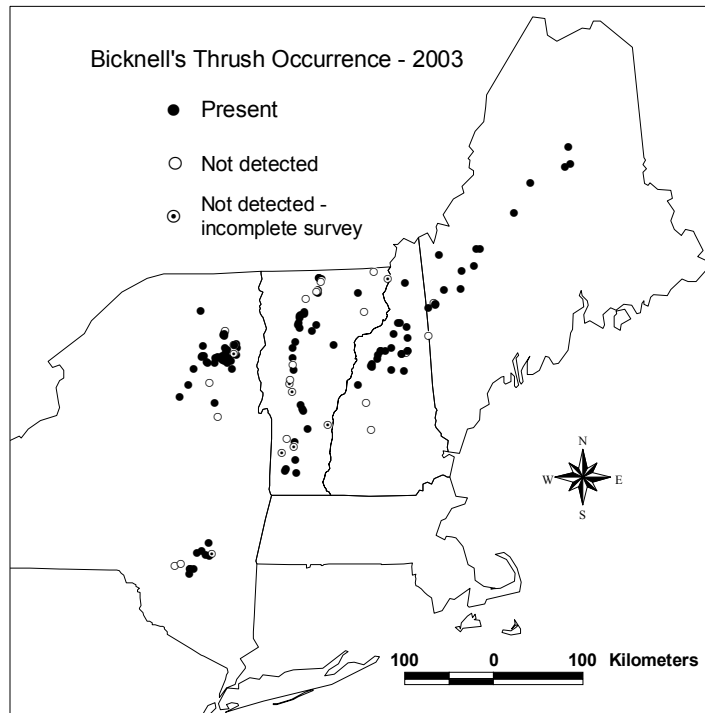 Bicknell's Thrush Occurrence - 2003
Present
Not detected
Not detected -
incomplete survey
N
W E
S
100 0 100 Kilometers